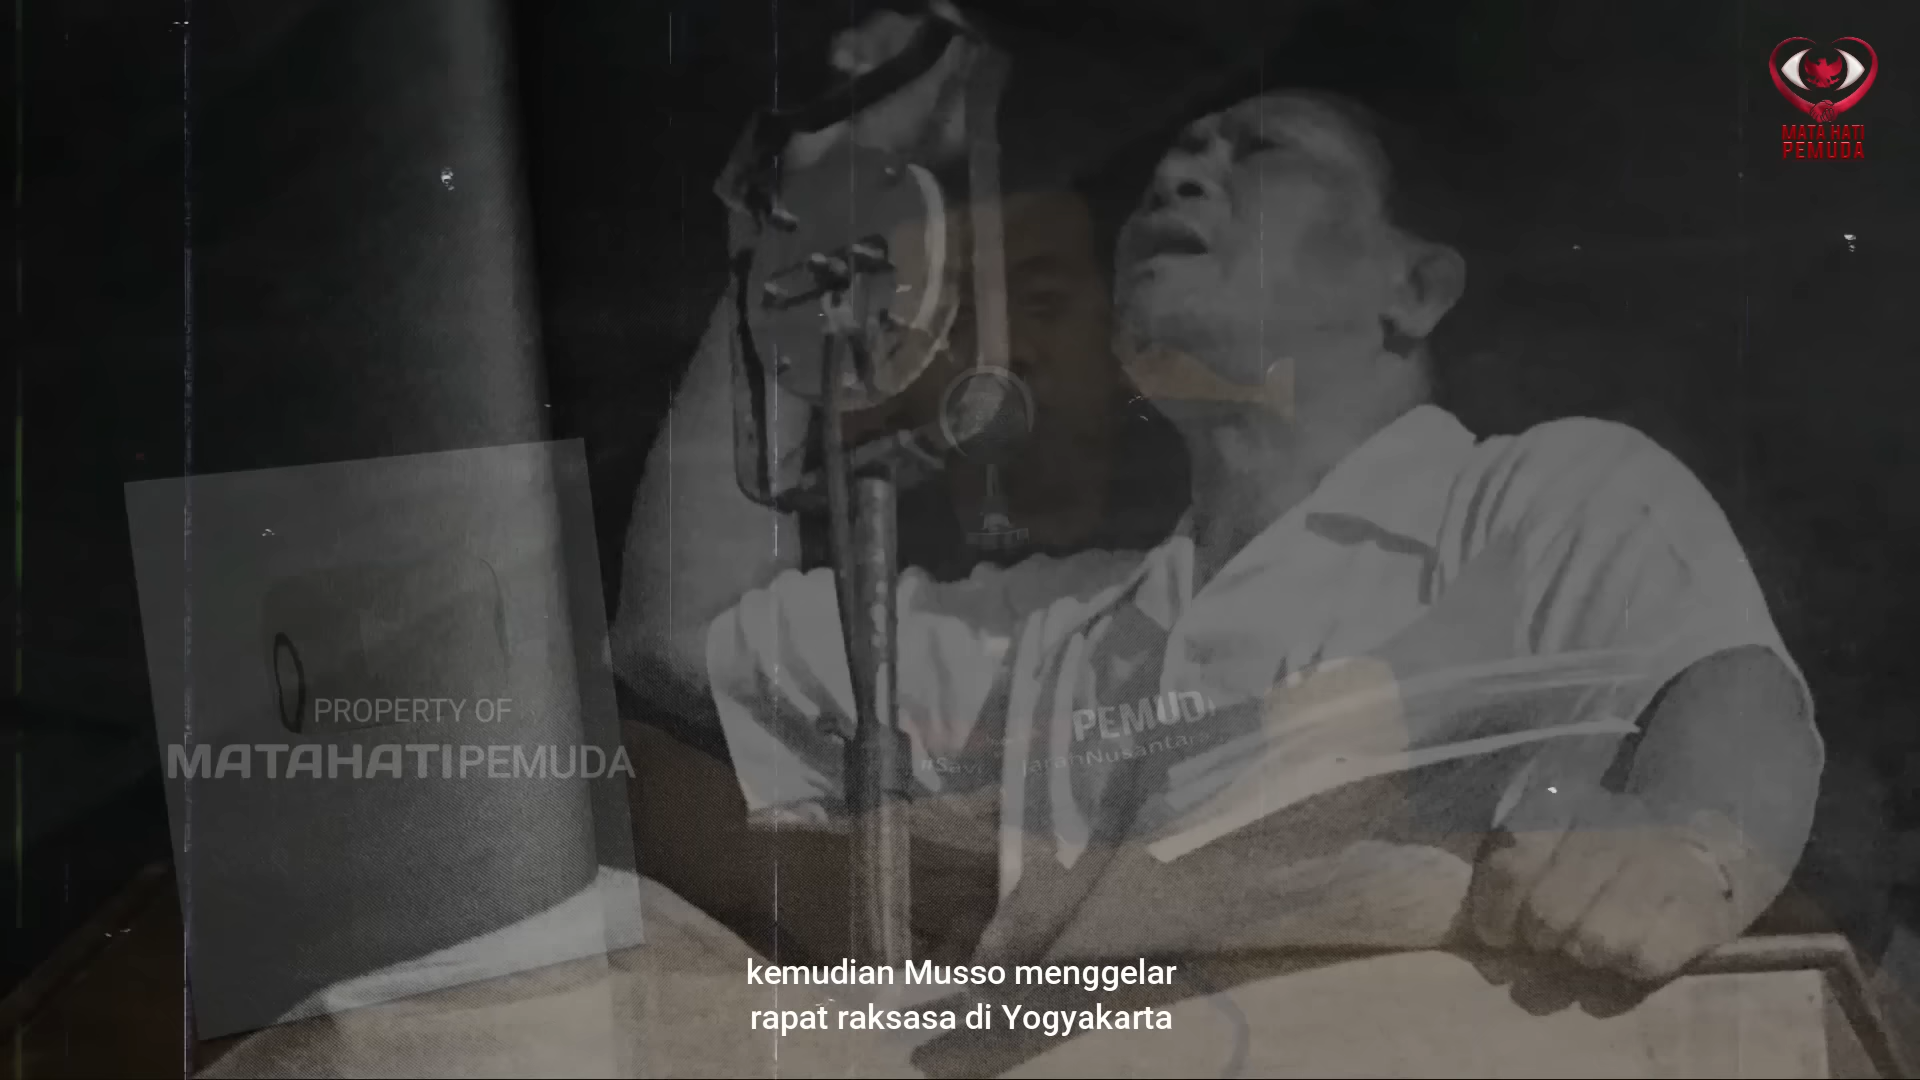 MATA HATI
PEMUDA
PROPERTY OF
MATAHATIPEMUDA
PEMUD
kemudian Musso menggelar
rapat raksasa di Yogyakarta